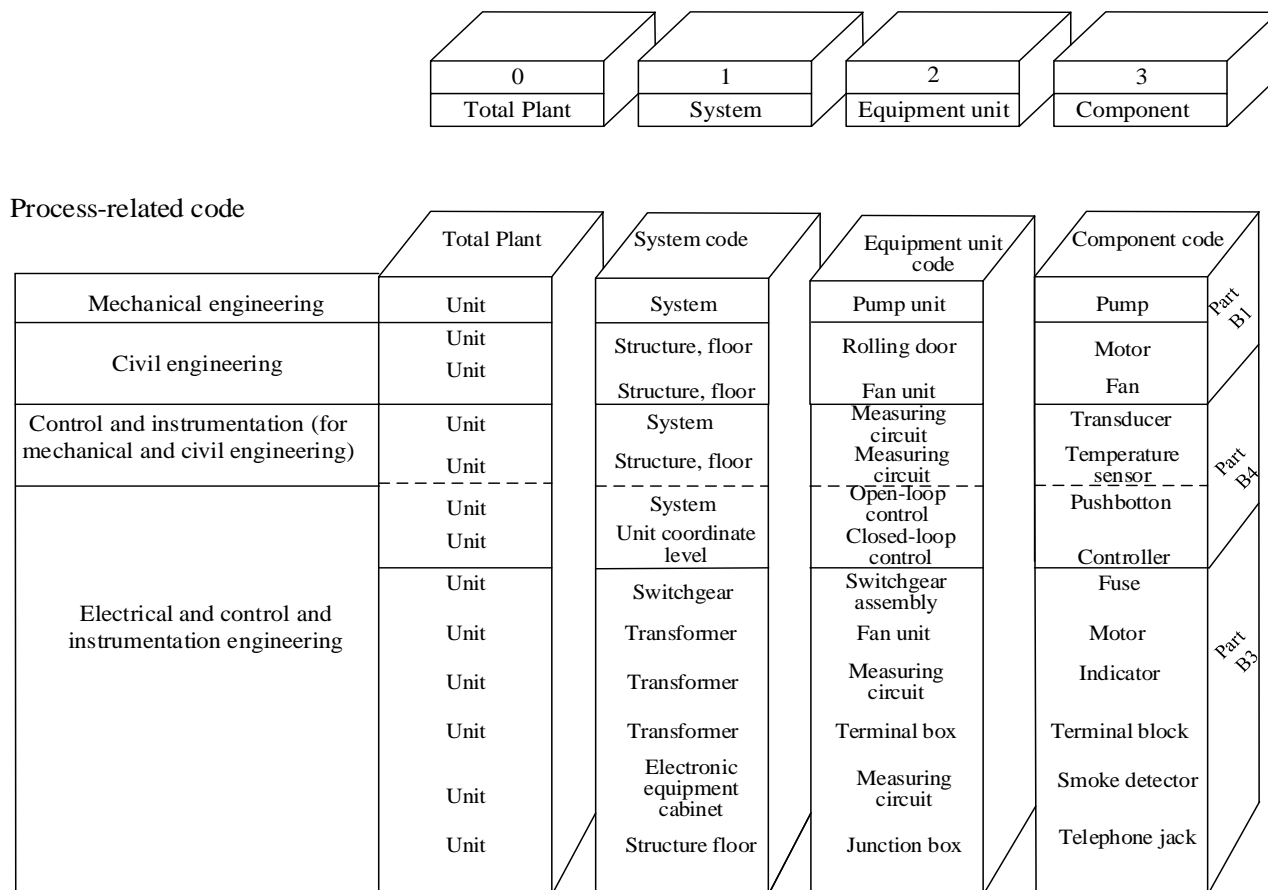 0 1 2 3
Total Plant System Equipment unit Component
Process-related code
Total Plant System code Equipment unit code Component code
Mechanical engineering Unit System Pump unit Pump
Part B1
Civil engineering
Unit Structure, floor Rolling door Motor
Unit Structure, floor Fan unit Fan
Control and instrumentation (for
mechanical and civil engineering)
Unit System Measuring circuit Transducer
Unit Structure, floor Measuring circuit Temperature sensor
Part B4
Unit System Open-loop control Pushbotton
Unit Unit coordinate level Closed-loop control Controller
Electrical and control and
instrumentation engineering
Unit Switchgear Switchgear assembly Fuse
Unit Transformer Fan unit Motor
Part B3
Unit Transformer Measuring circuit Indicator
Unit Transformer Terminal box Terminal block
Unit Electronic equipment cabinet Measuring circuit Smoke detector
Unit Structure floor Junction box Telephone jack